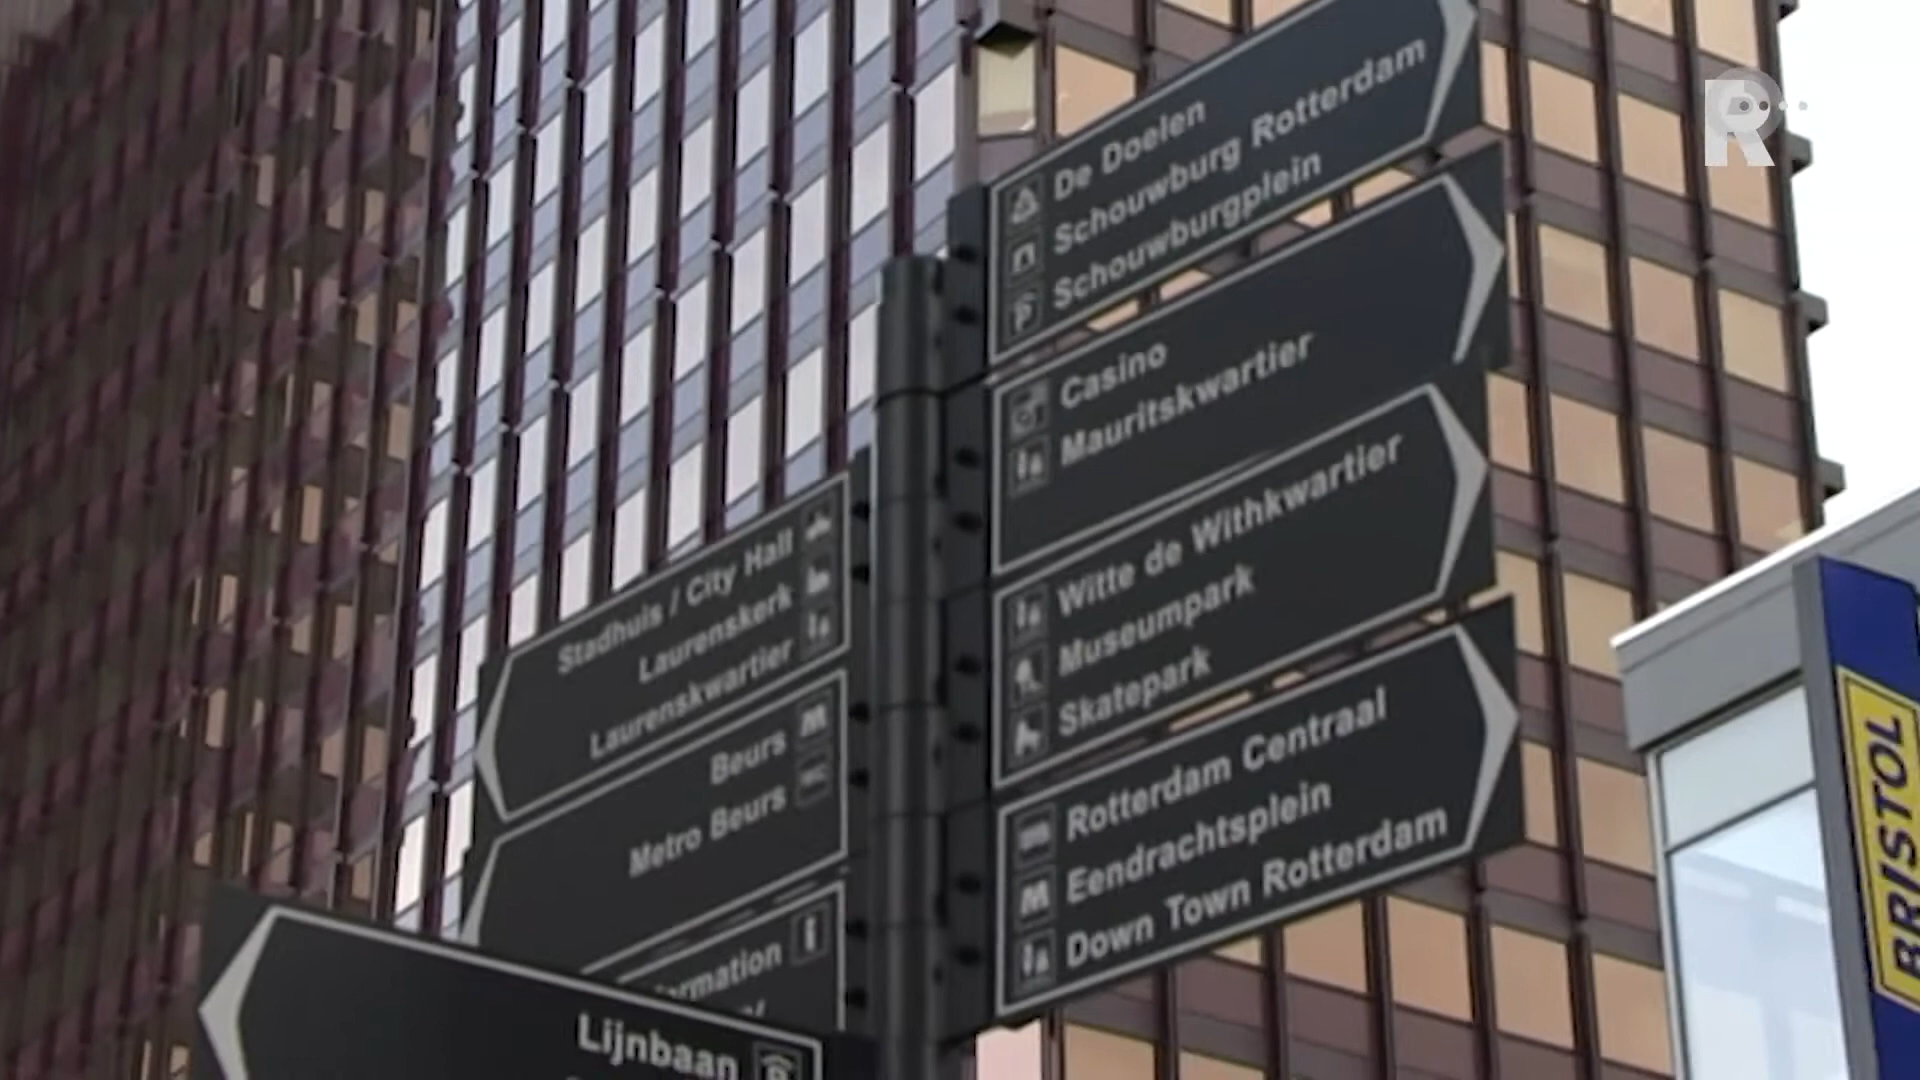 De Doelen
Schouwburg Rotterdam
P Schouwburgplein
Casino
Mauritskwartier
Witte de Withkwartier
Museumpark
Skatepark
Rotterdam Centraal
M Eendrachtsplein
Down Town Rotterdam
Stadhuis / City Hall
Laurenskerk
Laurenskwartier
Beurs M
Metro Beurs
ormation i
Lijnbaan
BRISTOL
R